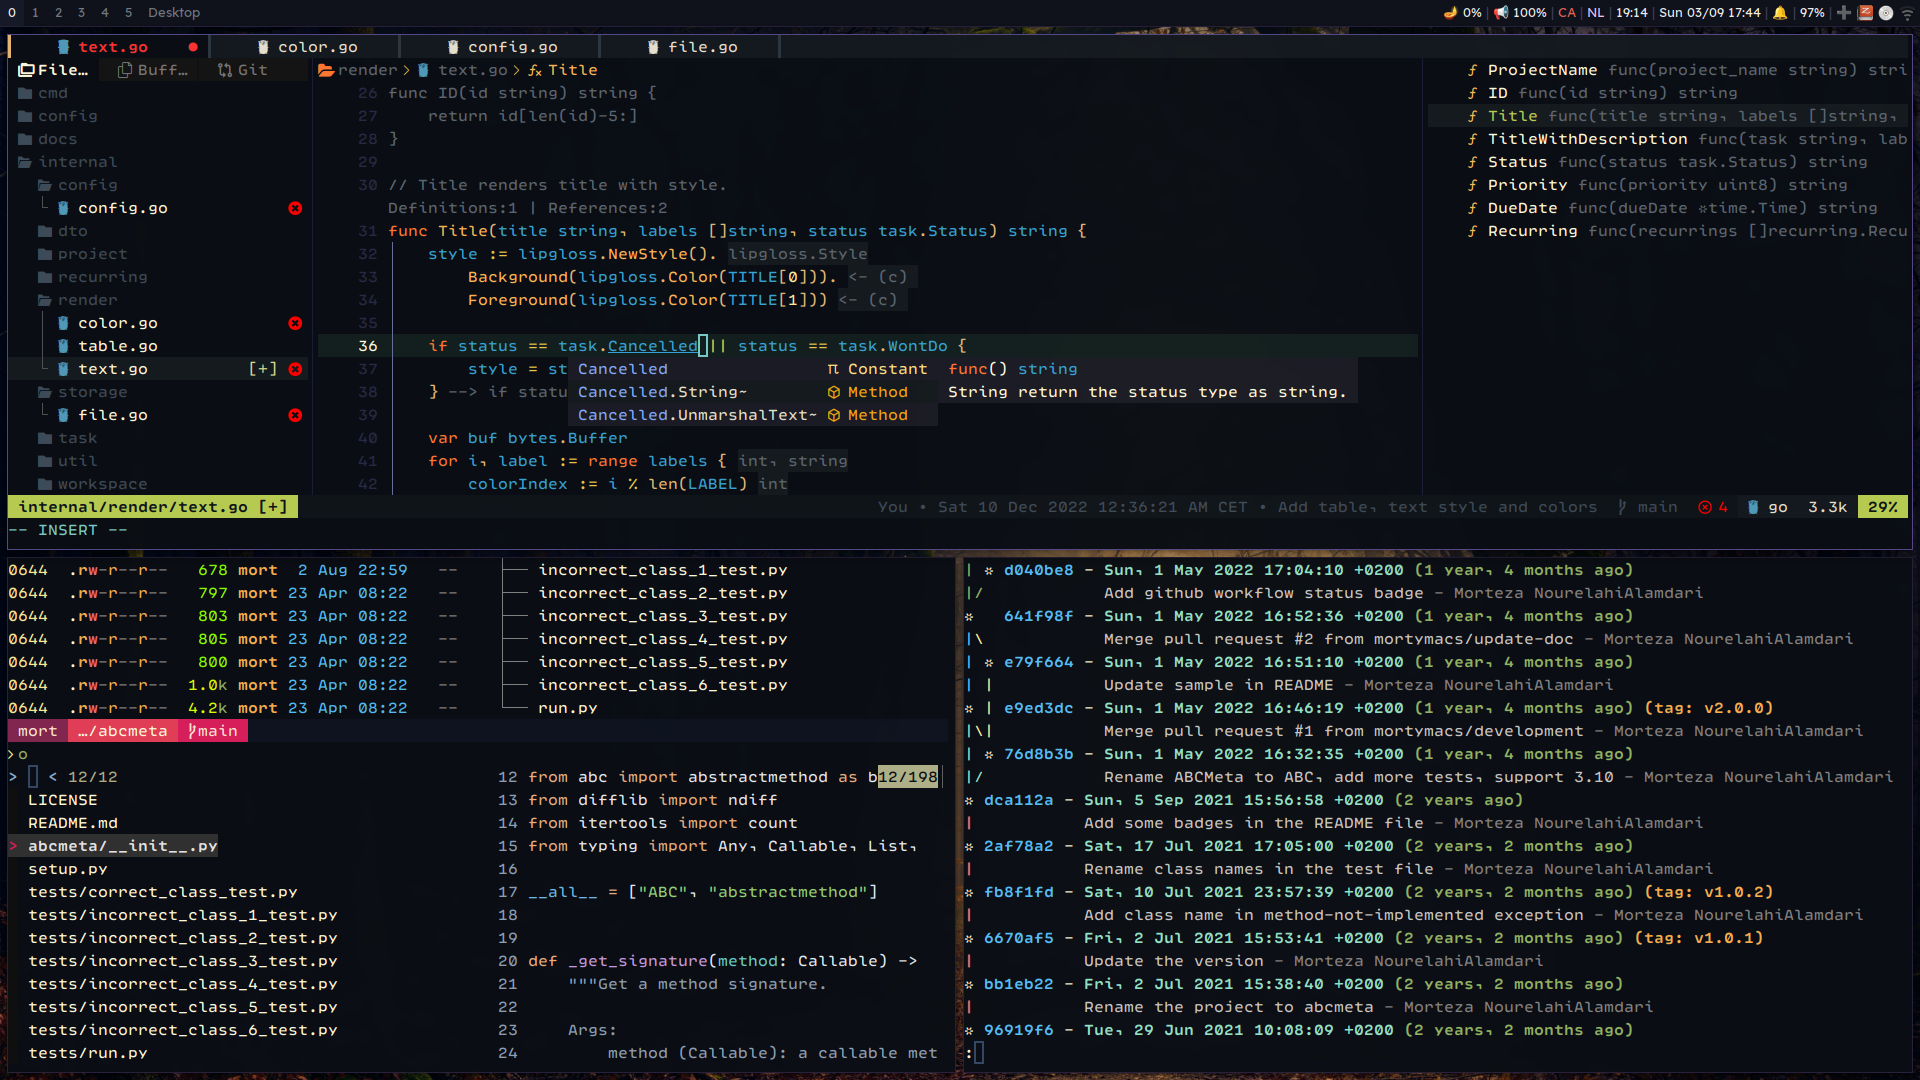 0 1 2 3 4 5 Desktop
0% | 100% | CA | NL | 19:14 | Sun 03/09 17:44 | 97% |
text.go color.go config.go file.go
File… Buff… Git
cmd
config
docs
internal
config
config.go
dto
project
recurring
render
color.go
table.go
text.go [+]
storage
file.go
task
util
workspace
render > text.go > Title
26 func ID(id string) string {
27 return id[len(id)-5:]
28 }
29
30 // Title renders title with style.
Definitions:1 | References:2
31 func Title(title string, labels []string, status task.Status) string {
32 style := lipgloss.NewStyle(). lipgloss.Style
33 Background(lipgloss.Color(TITLE[0])). <- (c)
34 Foreground(lipgloss.Color(TITLE[1])) <- (c)
35
36 if status == task.Cancelled || status == task.WontDo {
37 style = st
38 } --> if statu
39
40 var buf bytes.Buffer
41 for i, label := range labels { int, string
42 colorIndex := i % len(LABEL) int
Cancelled π Constant func() string
Cancelled.String~ Method String return the status type as string.
Cancelled.UnmarshalText~ Method
ƒ ProjectName func(project_name string) stri
ƒ ID func(id string) string
ƒ Title func(title string, labels []string,
ƒ TitleWithDescription func(task string, lab
ƒ Status func(status task.Status) string
ƒ Priority func(priority uint8) string
ƒ DueDate func(dueDate *time.Time) string
ƒ Recurring func(recurrings []recurring.Recu
internal/render/text.go [+] You • Sat 10 Dec 2022 12:36:21 AM CET • Add table, text style and colors main 4 go 3.3k 29%
-- INSERT --
0644 .rw-r--r-- 678 mort 2 Aug 22:59 -- incorrect_class_1_test.py
0644 .rw-r--r-- 797 mort 23 Apr 08:22 -- incorrect_class_2_test.py
0644 .rw-r--r-- 803 mort 23 Apr 08:22 -- incorrect_class_3_test.py
0644 .rw-r--r-- 805 mort 23 Apr 08:22 -- incorrect_class_4_test.py
0644 .rw-r--r-- 800 mort 23 Apr 08:22 -- incorrect_class_5_test.py
0644 .rw-r--r-- 1.0k mort 23 Apr 08:22 -- incorrect_class_6_test.py
0644 .rw-r--r-- 4.2k mort 23 Apr 08:22 -- run.py
mort …/abcmeta main
>o
> < 12/12
LICENSE
README.md
> abcmeta/__init__.py
setup.py
tests/correct_class_test.py
tests/incorrect_class_1_test.py
tests/incorrect_class_2_test.py
tests/incorrect_class_3_test.py
tests/incorrect_class_4_test.py
tests/incorrect_class_5_test.py
tests/incorrect_class_6_test.py
tests/run.py
12 from abc import abstractmethod as b12/198
13 from difflib import ndiff
14 from itertools import count
15 from typing import Any, Callable, List,
16
17 __all__ = ["ABC", "abstractmethod"]
18
19
20 def _get_signature(method: Callable) ->
21 """Get a method signature.
22
23 Args:
24 method (Callable): a callable met
| * d040be8 - Sun, 1 May 2022 17:04:10 +0200 (1 year, 4 months ago)
|/ Add github workflow status badge - Morteza NourelahiAlamdari
* 641f98f - Sun, 1 May 2022 16:52:36 +0200 (1 year, 4 months ago)
|\ Merge pull request #2 from mortymacs/update-doc - Morteza NourelahiAlamdari
| * e79f664 - Sun, 1 May 2022 16:51:10 +0200 (1 year, 4 months ago)
| | Update sample in README - Morteza NourelahiAlamdari
* | e9ed3dc - Sun, 1 May 2022 16:46:19 +0200 (1 year, 4 months ago) (tag: v2.0.0)
|\| Merge pull request #1 from mortymacs/development - Morteza NourelahiAlamdari
| * 76d8b3b - Sun, 1 May 2022 16:32:35 +0200 (1 year, 4 months ago)
|/ Rename ABCMeta to ABC, add more tests, support 3.10 - Morteza NourelahiAlamdari
* dca112a - Sun, 5 Sep 2021 15:56:58 +0200 (2 years ago)
| Add some badges in the README file - Morteza NourelahiAlamdari
* 2af78a2 - Sat, 17 Jul 2021 17:05:00 +0200 (2 years, 2 months ago)
| Rename class names in the test file - Morteza NourelahiAlamdari
* fb8f1fd - Sat, 10 Jul 2021 23:57:39 +0200 (2 years, 2 months ago) (tag: v1.0.2)
| Add class name in method-not-implemented exception - Morteza NourelahiAlamdari
* 6670af5 - Fri, 2 Jul 2021 15:53:41 +0200 (2 years, 2 months ago) (tag: v1.0.1)
| Update the version - Morteza NourelahiAlamdari
* bb1eb22 - Fri, 2 Jul 2021 15:38:40 +0200 (2 years, 2 months ago)
| Rename the project to abcmeta - Morteza NourelahiAlamdari
* 96919f6 - Tue, 29 Jun 2021 10:08:09 +0200 (2 years, 2 months ago)
: